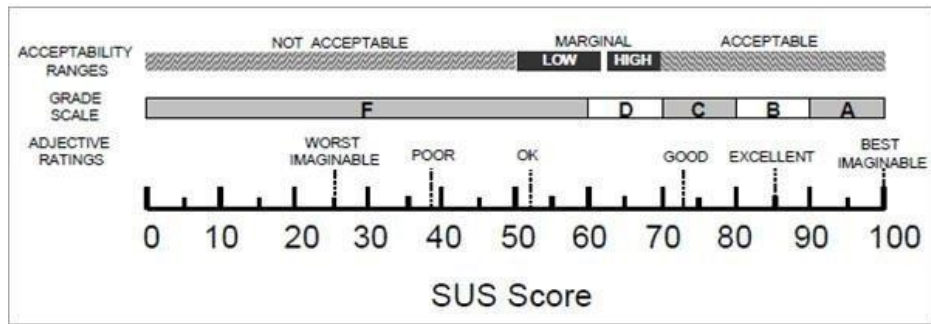 NOT ACCEPTABLE MARGINAL ACCEPTABLE
ACCEPTABILITY
RANGES
LOW HIGH
GRADE
SCALE
F D C B A
ADJECTIVE
RATINGS
WORST
IMAGINABLE
POOR
OK
GOOD
EXCELLENT
BEST
IMAGINABLE
0 10 20 30 40 50 60 70 80 90 100
SUS Score